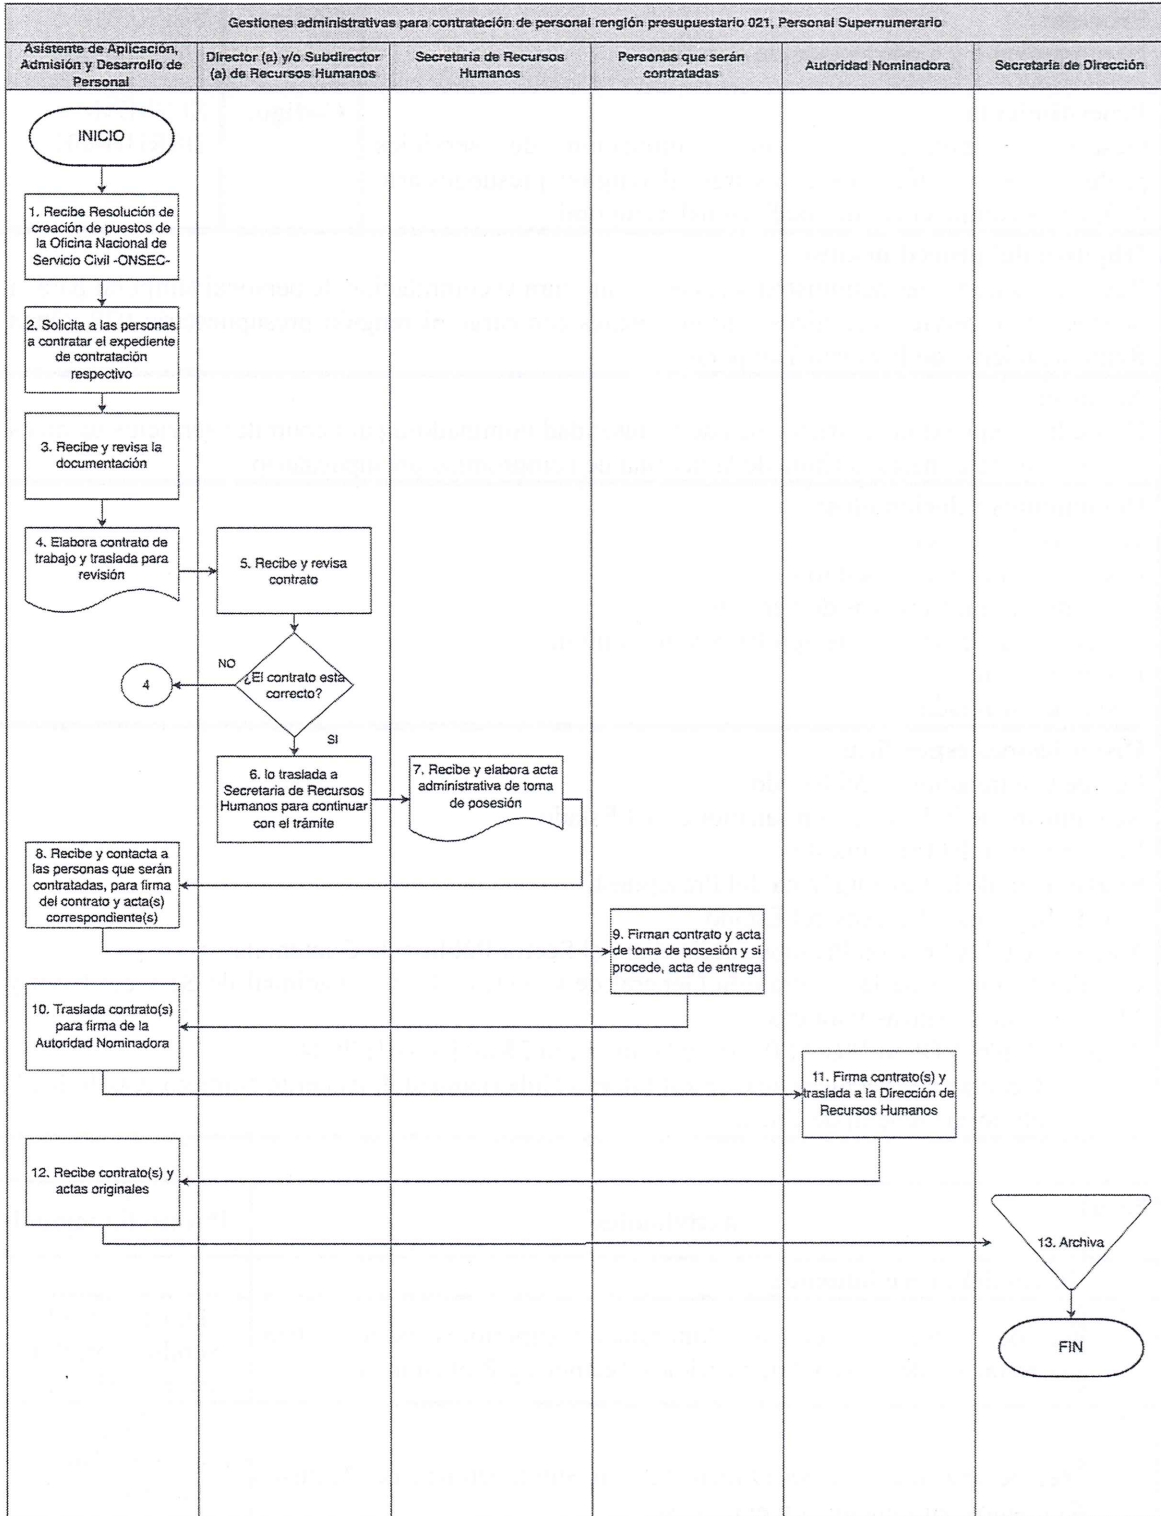 Gestiones administrativas para contratación de personal renglón presupuestario 021, Personal Supernumerario
Asistente de Aplicación,
Admisión y Desarrollo de
Personal
Director (a) y/o Subdirector
(a) de Recursos Humanos
Secretaria de Recursos
Humanos
Personas que serán
contratadas
Autoridad Nominadora
Secretaria de Dirección
INICIO
1. Recibe Resolución de
creación de puestos de
la Oficina Nacional de
Servicio Civil -ONSEC-
2. Solicita a las personas
a contratar el expediente
de contratación
respectivo
3. Recibe y revisa la
documentación
4. Elabora contrato de
trabajo y traslada para
revisión
5. Recibe y revisa
contrato
NO
¿El contrato esta
correcto?
4
SI
6. lo traslada a
Secretaria de Recursos
Humanos para continuar
con el trámite
7. Recibe y elabora acta
administrativa de toma
de posesión
8. Recibe y contacta a
las personas que serán
contratadas, para firma
del contrato y acta(s)
correspondiente(s)
9. Firman contrato y acta
de toma de posesión y si
procede, acta de entrega
10. Traslada contrato(s)
para firma de la
Autoridad Nominadora
11. Firma contrato(s) y
traslada a la Dirección de
Recursos Humanos
12. Recibe contrato(s) y
actas originales
13. Archiva
FIN